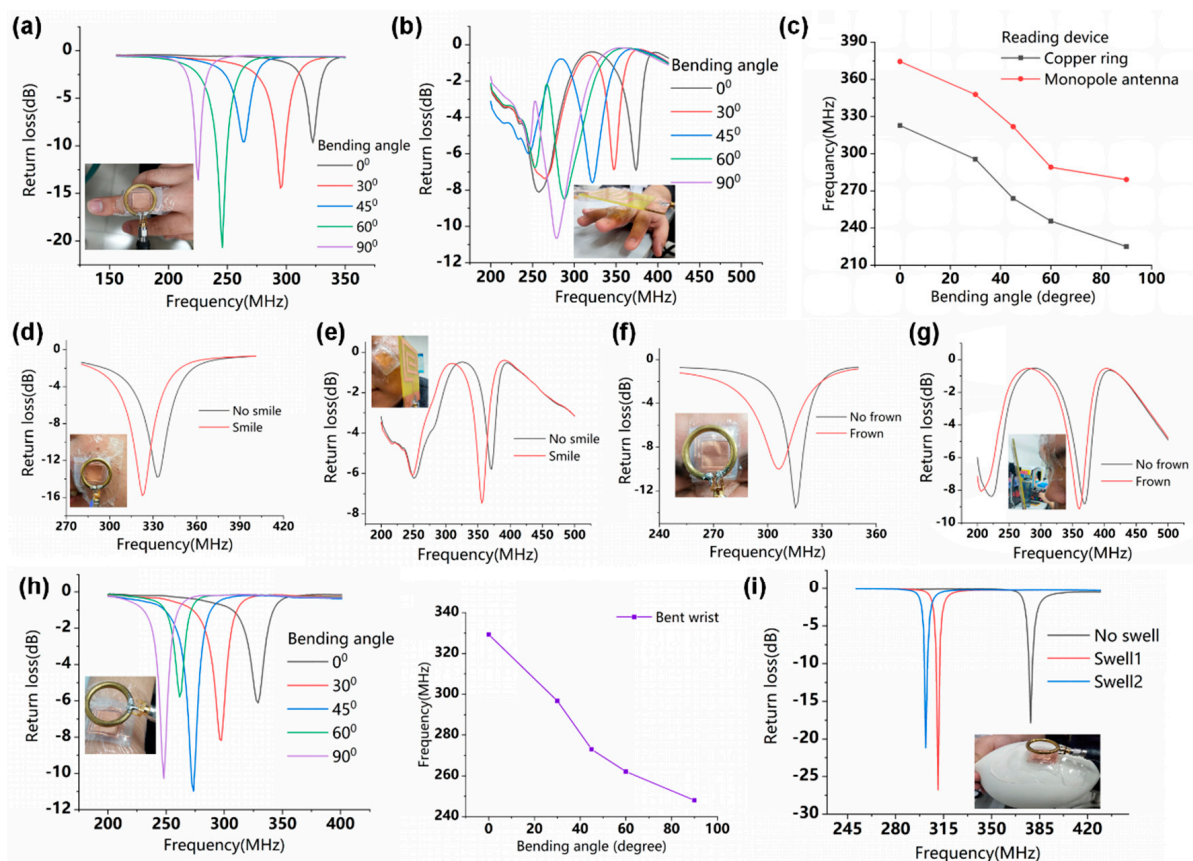 (a)
0
-5
-10
-15
-20
Return loss(dB)
150 200 250 300 350
Frequency(MHz)
Bending angle
0⁰
30⁰
45⁰
60⁰
90⁰
(b)
0
-2
-4
-6
-8
-10
-12
Return loss(dB)
200 250 300 350 400 450 500
Frequency(MHz)
Bending angle
0⁰
30⁰
45⁰
60⁰
90⁰
(c)
390
360
330
300
270
240
210
Frequancy(MHz)
0 20 40 60 80 100
Bending angle (degree)
Reading device
Copper ring
Monopole antenna
(d)
0
-4
-8
-12
-16
Return loss(dB)
270 300 330 360 390 420
Frequency(MHz)
No smile
Smile
(e)
0
-2
-4
-6
-8
Return loss(dB)
200 250 300 350 400 450 500
Frequency(MHz)
No smile
Smile
(f)
0
-4
-8
-12
Return loss(dB)
240 260 280 300 320 340 360
Frequency(MHz)
No frown
Frown
(g)
0
-2
-4
-6
-8
-10
Return loss(dB)
200 250 300 350 400 450 500
Frequency(MHz)
No frown
Frown
(h)
0
-2
-4
-6
-8
-10
-12
Return loss(dB)
200 250 300 350 400
Frequency(MHz)
Bending angle
0⁰
30⁰
45⁰
60⁰
90⁰
340
320
300
280
260
240
Frequency(MHz)
0 20 40 60 80 100
Bending angle (degree)
Bent wrist
(i)
0
-5
-10
-15
-20
-25
-30
Return loss(dB)
245 280 315 350 385 420
Frequency(MHz)
No swell
Swell1
Swell2